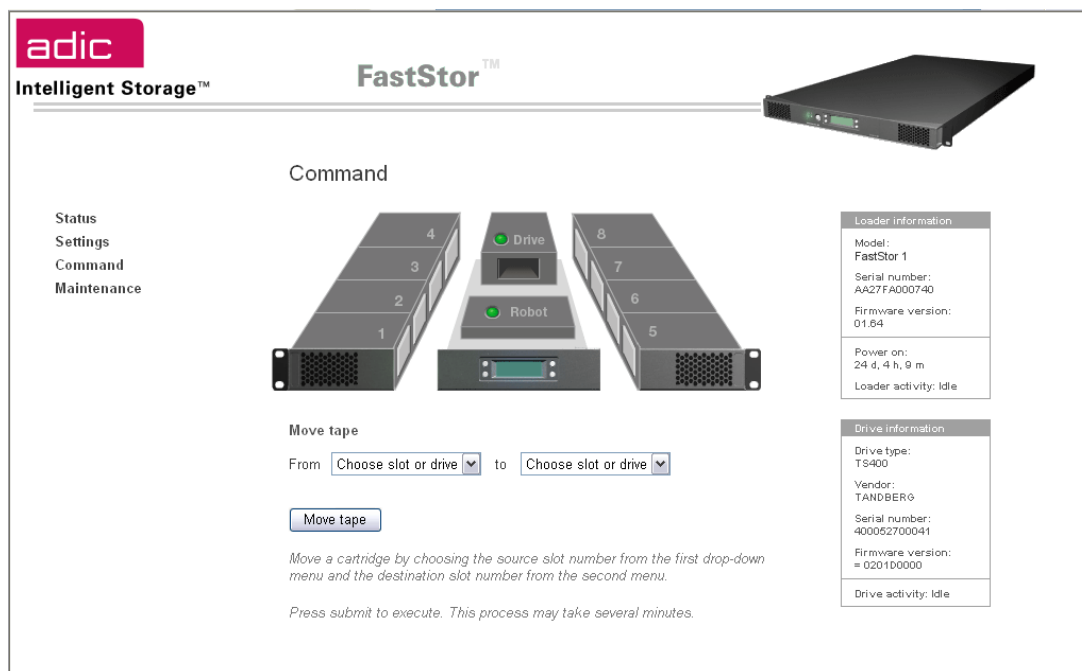 adic
Intelligent Storage™
FastStor™
Command
Status
Settings
Command
Maintenance
4
3
2
1
Drive
Robot
8
7
6
5
Move tape
From Choose slot or drive to Choose slot or drive
Move tape
Move a cartridge by choosing the source slot number from the first drop-down
menu and the destination slot number from the second menu.
Press submit to execute. This process may take several minutes.
Loader information
Model:
FastStor 1
Serial number:
AA27FA000740
Firmware version:
01.64
Power on:
24 d, 4 h, 9 m
Loader activity: Idle
Drive information
Drive type:
TS400
Vendor:
TANDBERG
Serial number:
400052700041
Firmware version:
= 0201D0000
Drive activity: Idle